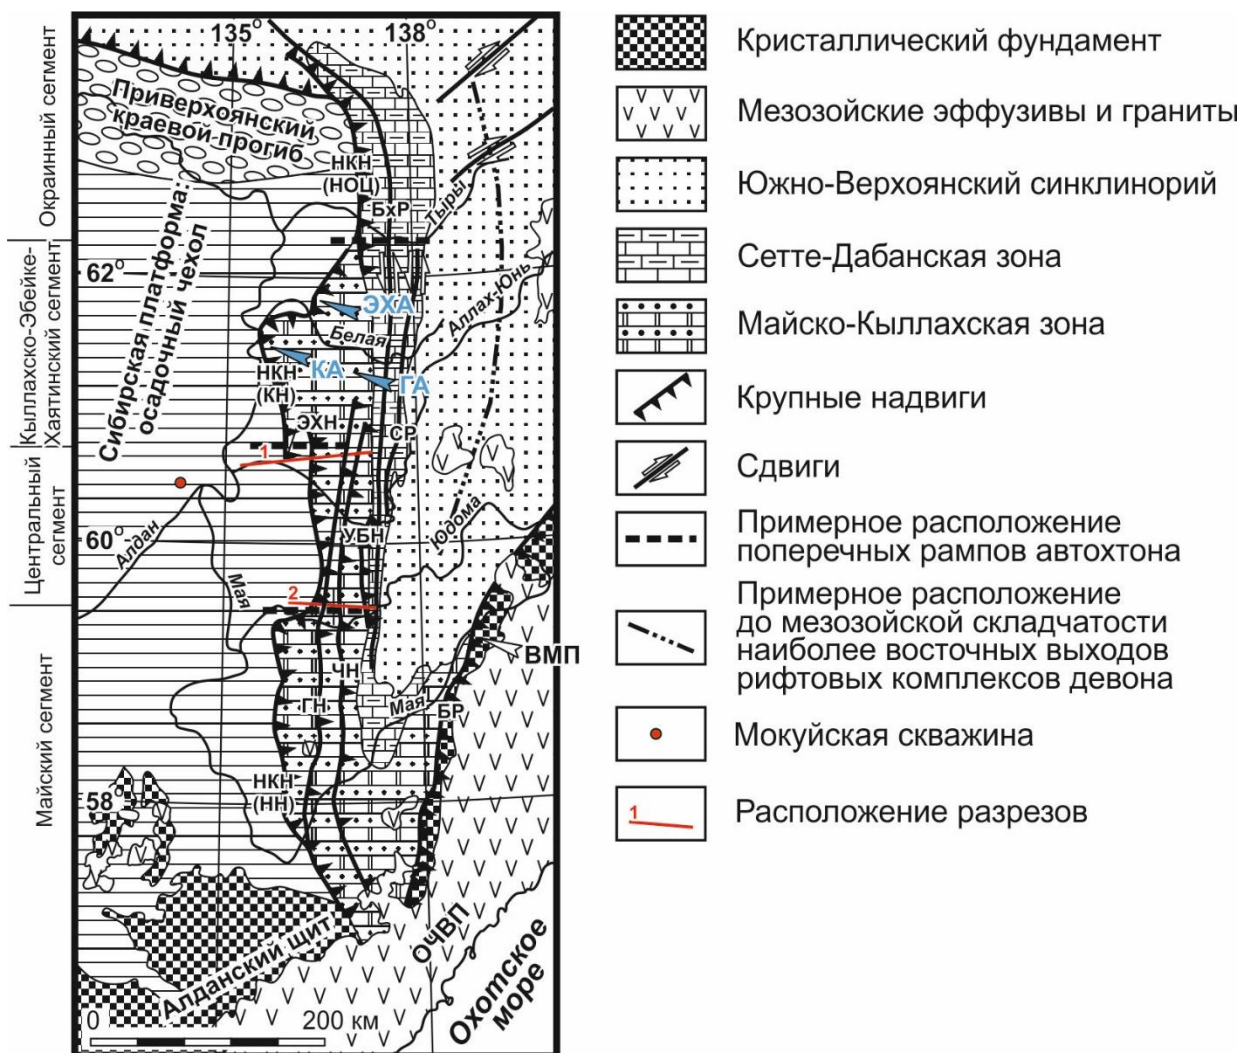 135°
138°
Окраинный сегмент
Кыллахско-Эбейке-
Хаятинский сегмент
Центральный
сегмент
Майский сегмент
Приверхоянский
краевой прогиб
НКН
(НОЦ)
БхР
Тыры
62°
Сибирская платформа:
осадочный чехол
ЭХА
Белая
Аллах-Юнь
КА
ГА
НКН
(КН)
ЭХН
СР
1
Алдан
60°
УБН
Юдома
Мая
2
ВМП
ЧН
ГН
Мая
БР
НКН
(НН)
58°
Алданский щит
ОЧВП
Охотское
море
0
200 км
Кристаллический фундамент
Мезозойские эффузивы и граниты
Южно-Верхоянский синклинорий
Сетте-Дабанская зона
Майско-Кыллахская зона
Крупные надвиги
Сдвиги
Примерное расположение
поперечных рампов автохтона
Примерное расположение
до мезозойской складчатости
наиболее восточных выходов
рифтовых комплексов девона
Мокуйская скважина
1
Расположение разрезов